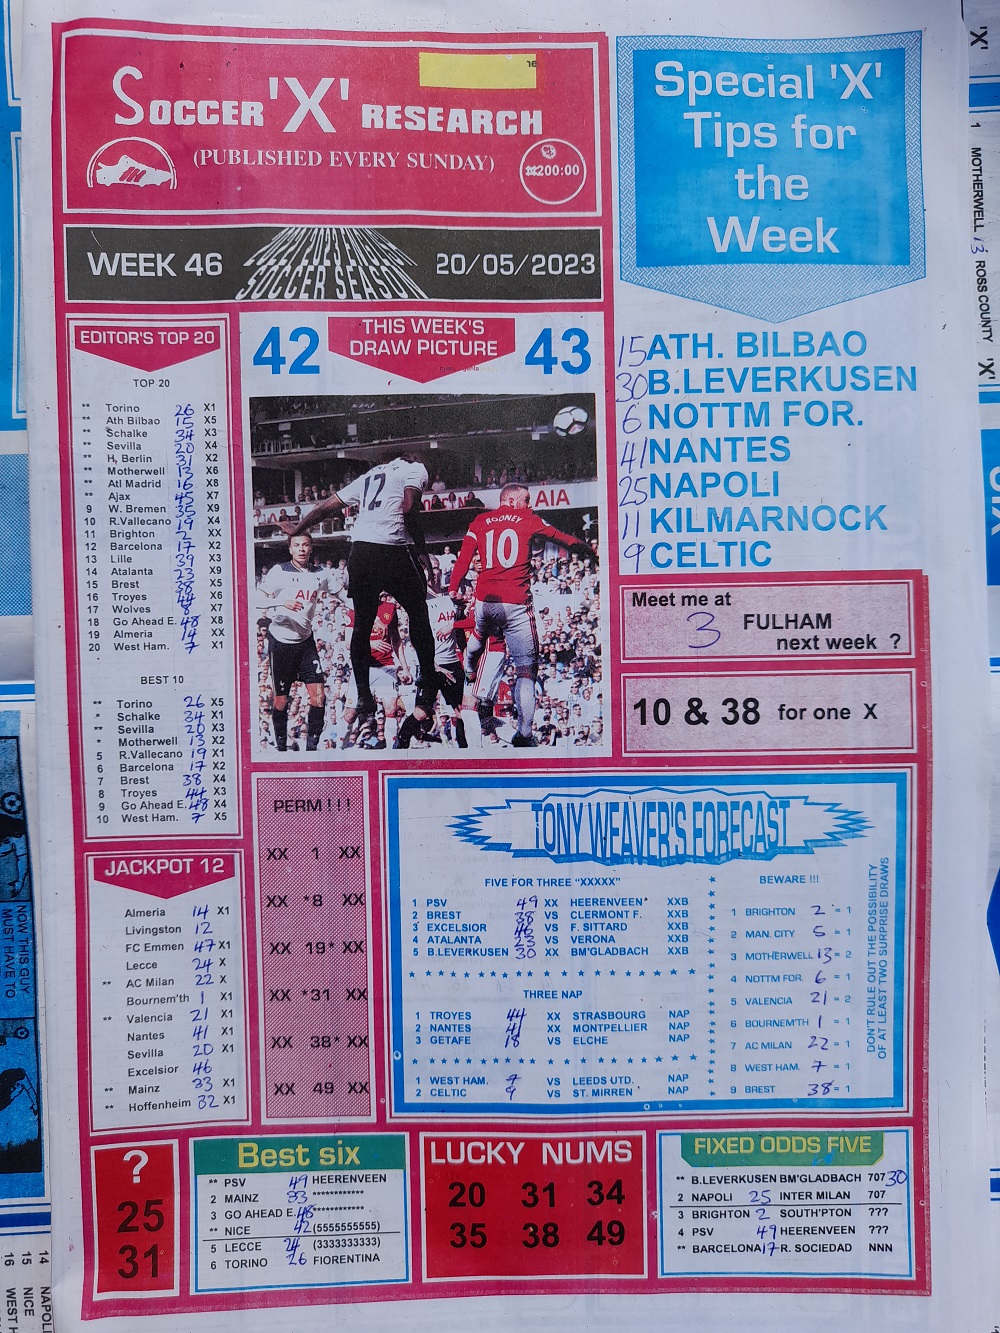 SOCCER 'X' RESEARCH
(PUBLISHED EVERY SUNDAY)
₦200:00
WEEK 46
SOCCER SEASON
20/05/2023
Special 'X'
Tips for
the
Week
15 ATH. BILBAO
30 B.LEVERKUSEN
6 NOTTM FOR.
41 NANTES
25 NAPOLI
11 KILMARNOCK
9 CELTIC
EDITOR'S TOP 20
TOP 20
** Torino 26 X1
** Ath Bilbao 15 X5
** Schalke 34 X3
** Sevilla 20 X4
** H, Berlin 31 X2
** Motherwell 13 X6
** Atl Madrid 16 X8
** Ajax 45 X7
9 W. Bremen 35 X9
10 R.Vallecano 19 X4
11 Brighton 2 XX
12 Barcelona 17 X2
13 Lille 39 X3
14 Atalanta 23 X9
15 Brest 38 X5
16 Troyes 44 X6
17 Wolves 8 X7
18 Go Ahead E. 48 X8
19 Almeria 14 XX
20 West Ham. 7 X1
BEST 10
** Torino 26 X5
* Schalke 34 X1
** Sevilla 20 X3
* Motherwell 13 X2
5 R.Vallecano 19 X1
6 Barcelona 17 X2
7 Brest 38 X4
8 Troyes 44 X3
9 Go Ahead E. 48 X4
10 West Ham. 7 X5
42
THIS WEEK'S
DRAW PICTURE
43
12
ROONEY
10
AIA
AIA
AIA
Meet me at
3 FULHAM
next week ?
10 & 38 for one X
JACKPOT 12
Almeria 14 X1
Livingston 12
FC Emmen 47 X1
Lecce 24 X
** AC Milan 22 X
Bournem'th 1 X1
** Valencia 21 X1
Nantes 41 X1
Sevilla 20 X1
Excelsior 46
** Mainz 33 X1
** Hoffenheim 32 X1
PERM ! ! !
XX 1 XX
XX *8 XX
XX 19* XX
XX *31 XX
XX 38* XX
XX 49 XX
TONY WEAVER'S FORECAST
FIVE FOR THREE "XXXXX"
1 PSV 49 XX HEERENVEEN XXB
2 BREST 38 VS CLERMONT F. XXB
3 EXCELSIOR 46 VS F. SITTARD XXB
4 ATALANTA 23 VS VERONA XXB
5 B.LEVERKUSEN 30 XX BM'GLADBACH XXB
THREE NAP
1 TROYES 44 XX STRASBOURG NAP
2 NANTES 41 XX MONTPELLIER NAP
3 GETAFE 18 VS ELCHE NAP
1 WEST HAM. 7 VS LEEDS UTD. NAP
2 CELTIC 9 VS ST. MIRREN NAP
BEWARE !!!
1 BRIGHTON 2 = 1
2 MAN. CITY 5 = 1
3 MOTHERWELL 13 = 2
4 NOTTM FOR. 6 = 1
5 VALENCIA 21 = 2
6 BOURNEM'TH 1 = 1
7 AC MILAN 22 = 1
8 WEST HAM. 7 = 1
9 BREST 38 = 1
DON'T RULE OUT THE POSSIBILITY
OF AT LEAST TWO SURPRISE DRAWS
?
25
31
Best six
** PSV 49 HEERENVEEN
2 MAINZ 33 ************
3 GO AHEAD E. 48 ************
** NICE 42 (5555555555)
5 LECCE 24 (3333333333)
6 TORINO 26 FIORENTINA
LUCKY NUMS
20 31 34
35 38 49
FIXED ODDS FIVE
** B.LEVERKUSEN BM'GLADBACH 707 30
2 NAPOLI 25 INTER MILAN 707
3 BRIGHTON 2 SOUTH'PTON ???
4 PSV 49 HEERENVEEN ???
** BARCELONA 17 R. SOCIEDAD NNN
'X'
1 MOTHERWELL 13 ROSS COUNTY 'X'
NOW THIS GUY
MUST HAVE TO
14 NAPOLI
15 NICE
16 WEST H